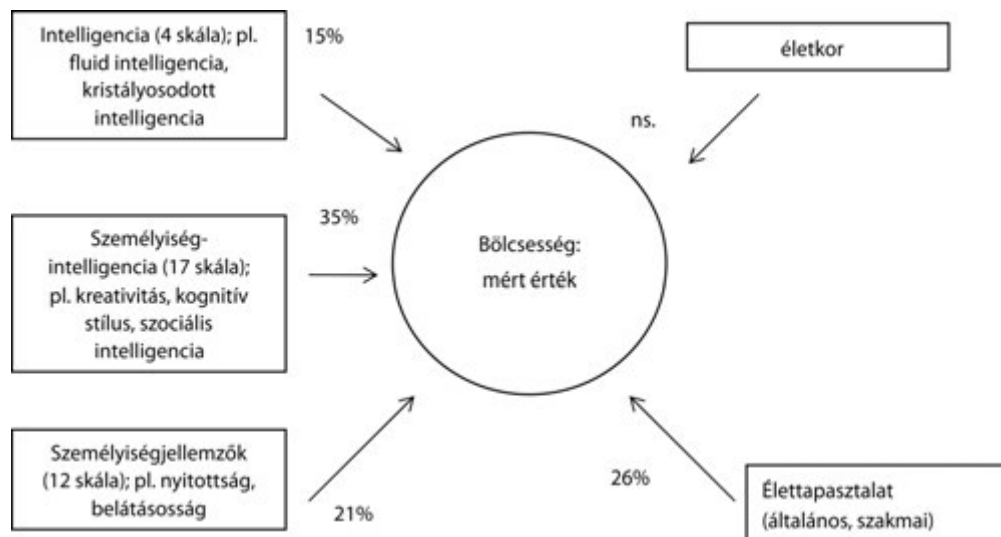 Intelligencia (4 skála); pl.
fluid intelligencia,
kristályosodott
intelligencia
15%
életkor
ns.
Személyiség-
intelligencia (17 skála);
pl. kreativitás, kognitív
stílus, szociális
intelligencia
35%
Bölcsesség:
mért érték
Személyiségjellemzők
(12 skála); pl. nyitottság,
belátásosság
21%
26%
Élettapasztalat
(általános, szakmai)